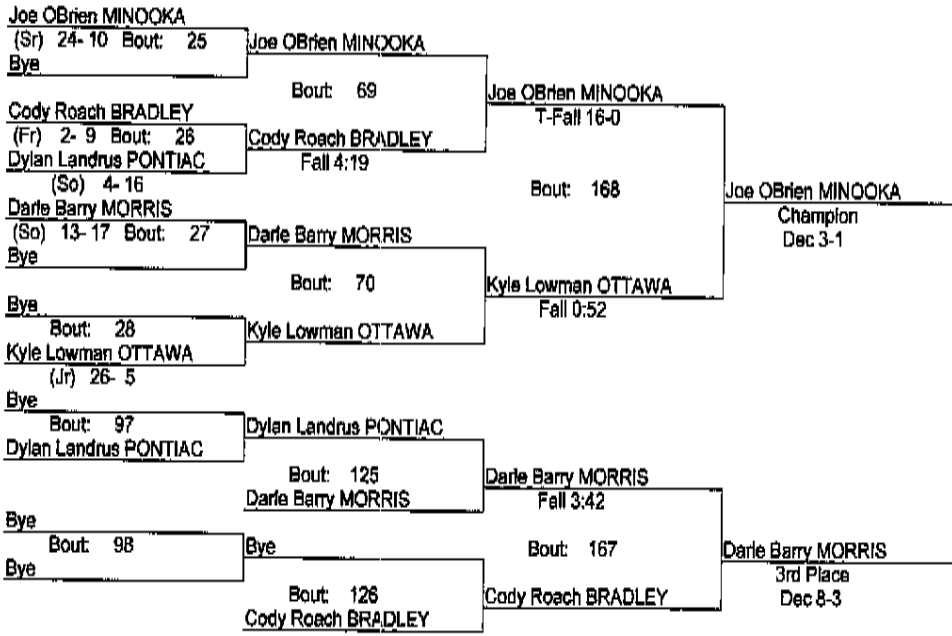 Joe OBrien MINOOKA
(Sr) 24- 10 Bout: 25
Bye
Joe OBrien MINOOKA
Bout: 69
Cody Roach BRADLEY
(Fr) 2- 9 Bout: 26
Dylan Landrus PONTIAC
(So) 4- 16
Cody Roach BRADLEY
Fall 4:19
Joe OBrien MINOOKA
T-Fall 16-0
Bout: 168
Darie Barry MORRIS
(So) 13- 17 Bout: 27
Bye
Darie Barry MORRIS
Bout: 70
Bye
Bout: 28
Kyle Lowman OTTAWA
(Jr) 26- 5
Kyle Lowman OTTAWA
Kyle Lowman OTTAWA
Fall 0:52
Joe OBrien MINOOKA
Champion
Dec 3-1
Bye
Bout: 97
Dylan Landrus PONTIAC
Dylan Landrus PONTIAC
Bout: 125
Darie Barry MORRIS
Darie Barry MORRIS
Fall 3:42
Bout: 167
Bye
Bout: 98
Bye
Bye
Bout: 126
Cody Roach BRADLEY
Cody Roach BRADLEY
Darie Barry MORRIS
3rd Place
Dec 8-3